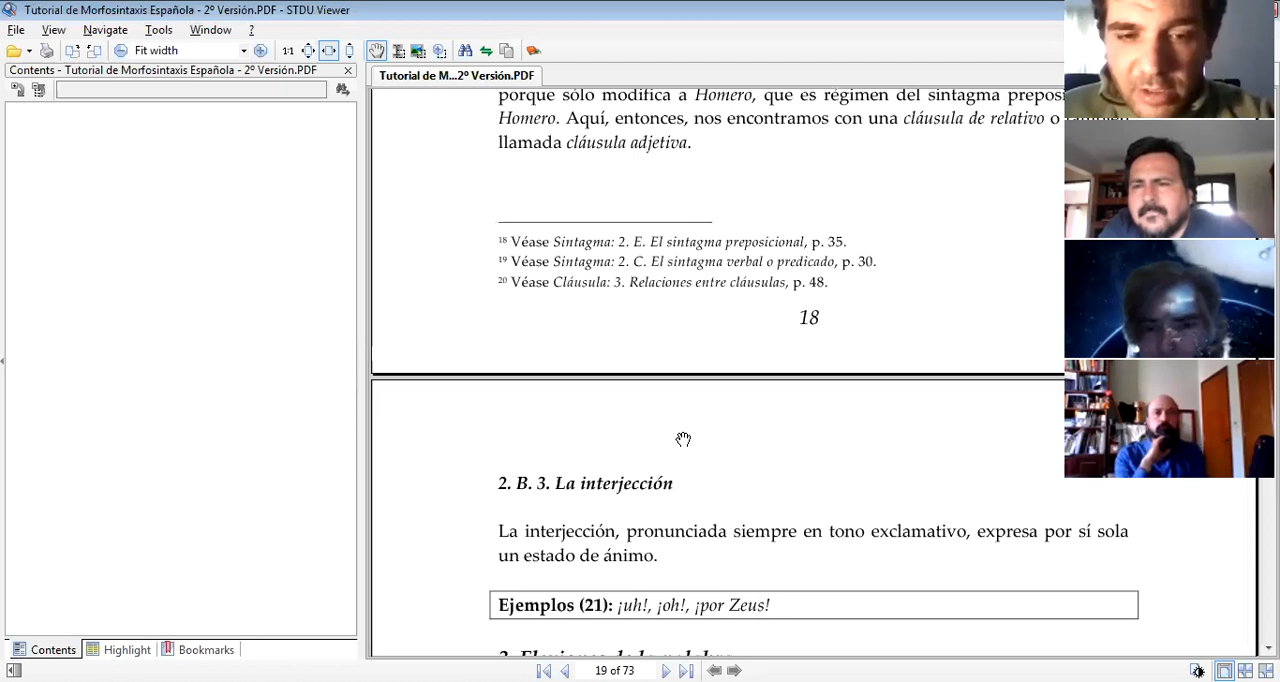 Tutorial de Morfosintaxis Española - 2º Versión.PDF - STDU Viewer
File View Navigate Tools Window ?
Fit width
1:1
Contents - Tutorial de Morfosintaxis Española - 2º Versión.PDF
Tutorial de M...2º Versión.PDF
porque sólo modifica a Homero, que es régimen del sintagma
Homero. Aquí, entonces, nos encontramos con una cláusula de relativo o
llamada cláusula adjetiva.
18 Véase Sintagma: 2. E. El sintagma preposicional, p. 35.
19 Véase Sintagma: 2. C. El sintagma verbal o predicado, p. 30.
20 Véase Cláusula: 3. Relaciones entre cláusulas, p. 48.
18
2. B. 3. La interjección
La interjección, pronunciada siempre en tono exclamativo, expresa por sí sola
un estado de ánimo.
Ejemplos (21): ¡uh!, ¡oh!, ¡por Zeus!
Contents Highlight Bookmarks
19 of 73